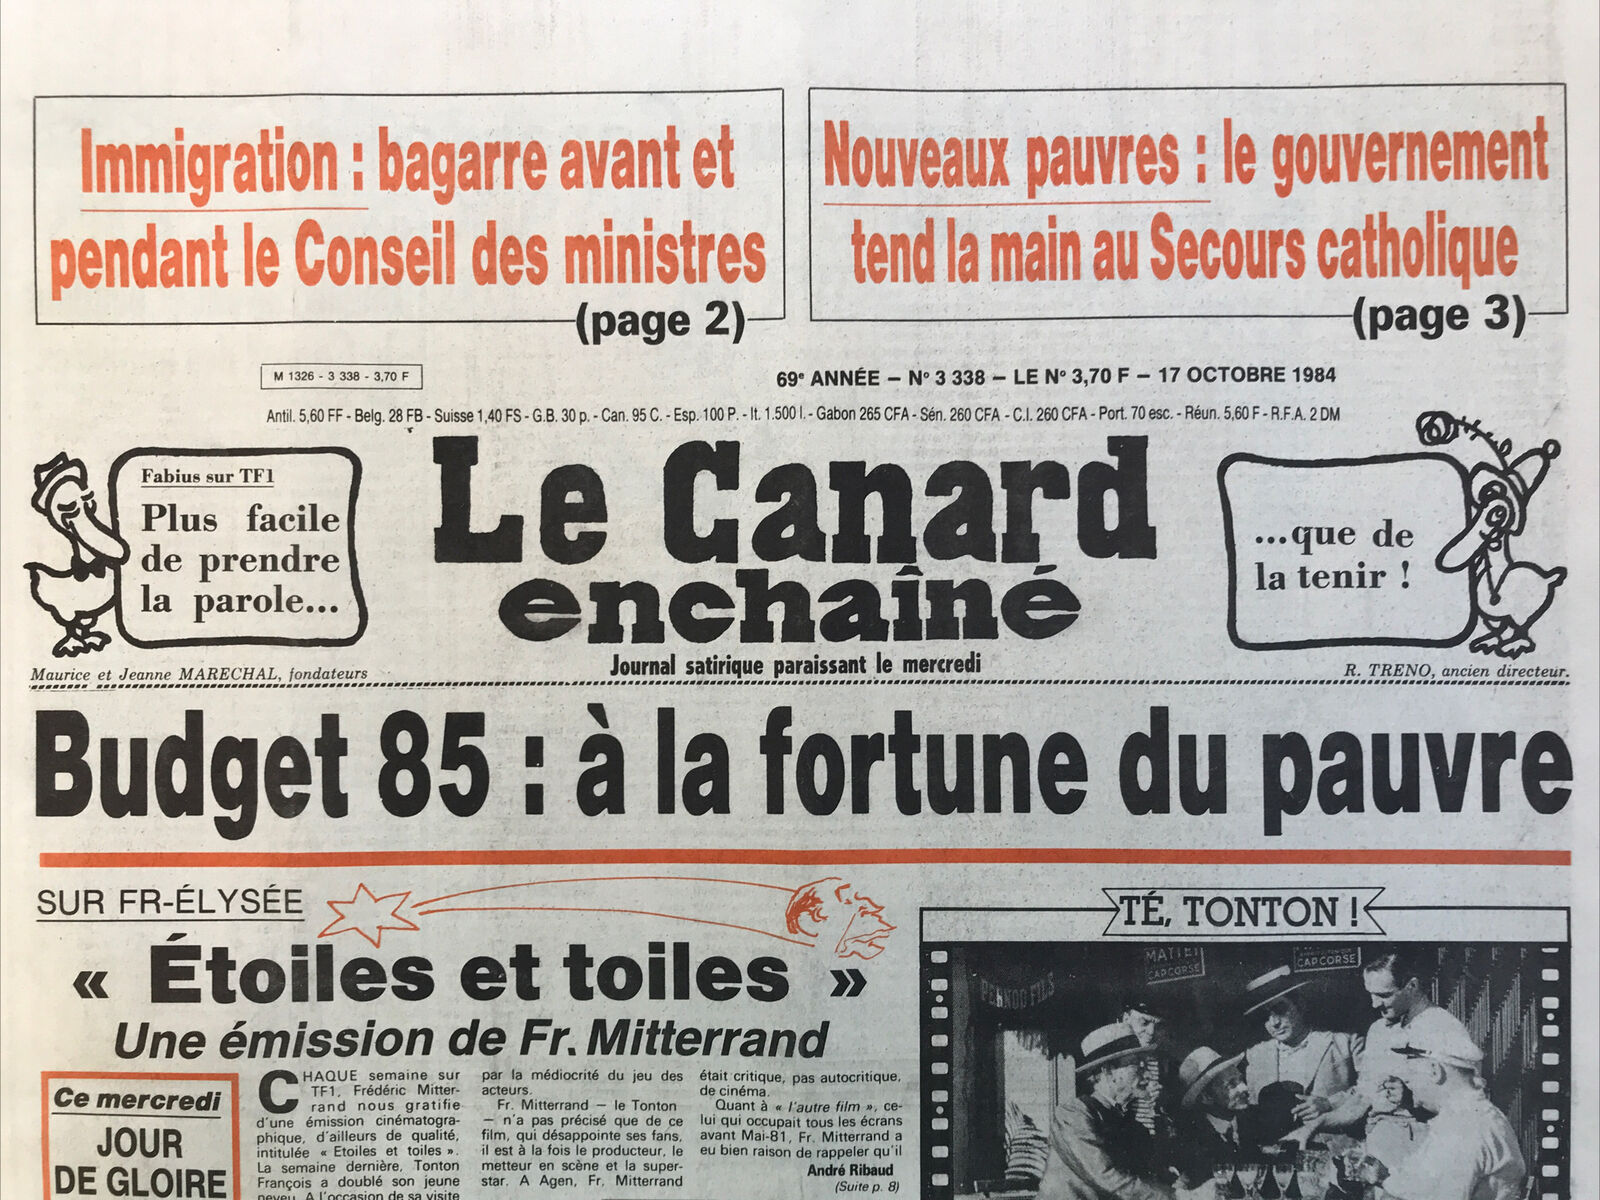 Immigration : bagarre avant et
pendant le Conseil des ministres
(page 2)
Nouveaux pauvres : le gouvernement
tend la main au Secours catholique
(page 3)
M 1326 - 3 338 - 3,70 F
69e ANNÉE – N° 3 338 – LE N° 3,70 F – 17 OCTOBRE 1984
Antil. 5,60 FF - Belg. 28 FB - Suisse 1,40 FS - G.B. 30 p. - Can. 95 C. - Esp. 100 P. - It. 1.500 l. - Gabon 265 CFA - Sén. 260 CFA - C.I. 260 CFA - Port. 70 esc. - Réun. 5,60 F - R.F.A. 2 DM
Fabius sur TF1
Plus facile
de prendre
la parole...
Le Canard
enchaîné
...que de
la tenir !
Journal satirique paraissant le mercredi
Maurice et Jeanne MARECHAL, fondateurs
R. TRENO, ancien directeur.
Budget 85 : à la fortune du pauvre
SUR FR-ÉLYSÉE
« Étoiles et toiles »
Une émission de Fr. Mitterrand
Ce mercredi
JOUR
DE GLOIRE
CHAQUE semaine sur
TF1, Frédéric Mitter-
rand nous gratifie
d'une émission cinématogra-
phique, d'ailleurs de qualité,
intitulée « Etoiles et toiles ».
La semaine dernière, Tonton
François a doublé son jeune
neveu. A l'occasion de sa visite
par la médiocrité du jeu des
acteurs.
Fr. Mitterrand — le Tonton
— n'a pas précisé que de ce
film, qui désappointe ses fans,
il est à la fois le producteur, le
metteur en scène et la super-
star. A Agen, Fr. Mitterrand
était critique, pas autocritique,
de cinéma.
Quant à « l'autre film », ce-
lui qui occupait tous les écrans
avant Mai-81, Fr. Mitterrand a
eu bien raison de rappeler qu'il
André Ribaud
(Suite p. 8)
TÉ, TONTON !
MATTEI
CAP CORSE
CAP CORSE
PERNOD FILS